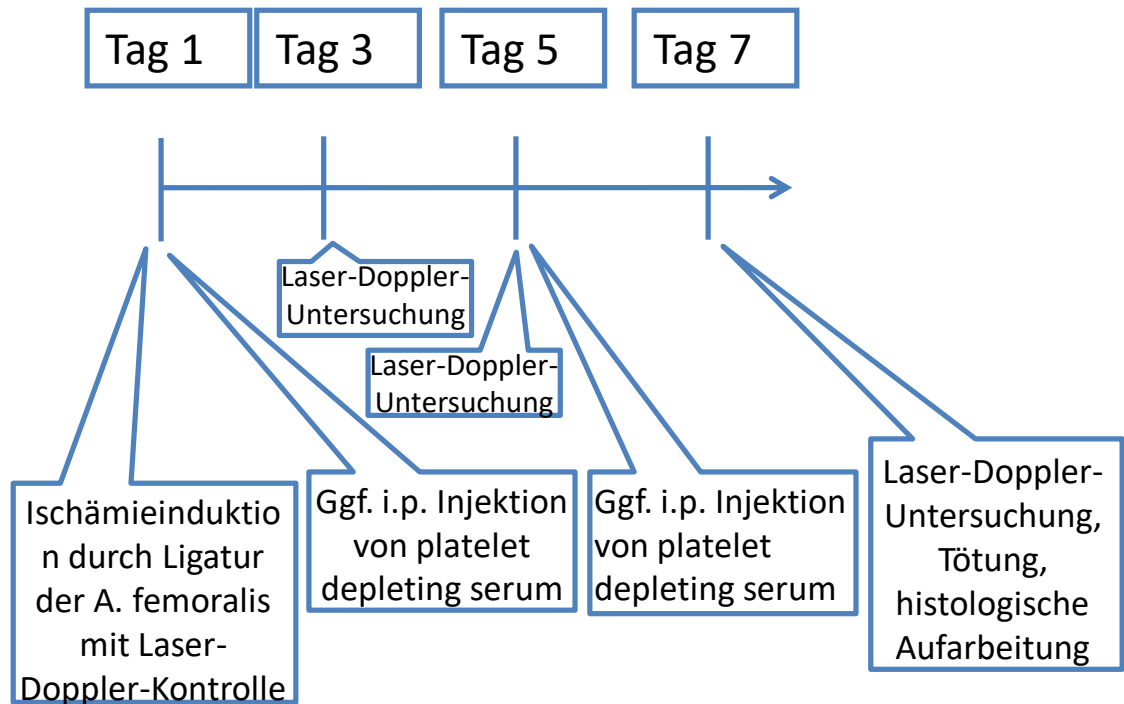 Tag 1
Tag 3
Tag 5
Tag 7
Laser-Doppler-
Untersuchung
Laser-Doppler-
Untersuchung
Ischämieinduktio
n durch Ligatur
der A. femoralis
mit Laser-
Doppler-Kontrolle
Ggf. i.p. Injektion
von platelet
depleting serum
Ggf. i.p. Injektion
von platelet
depleting serum
Laser-Doppler-
Untersuchung,
Tötung,
histologische
Aufarbeitung